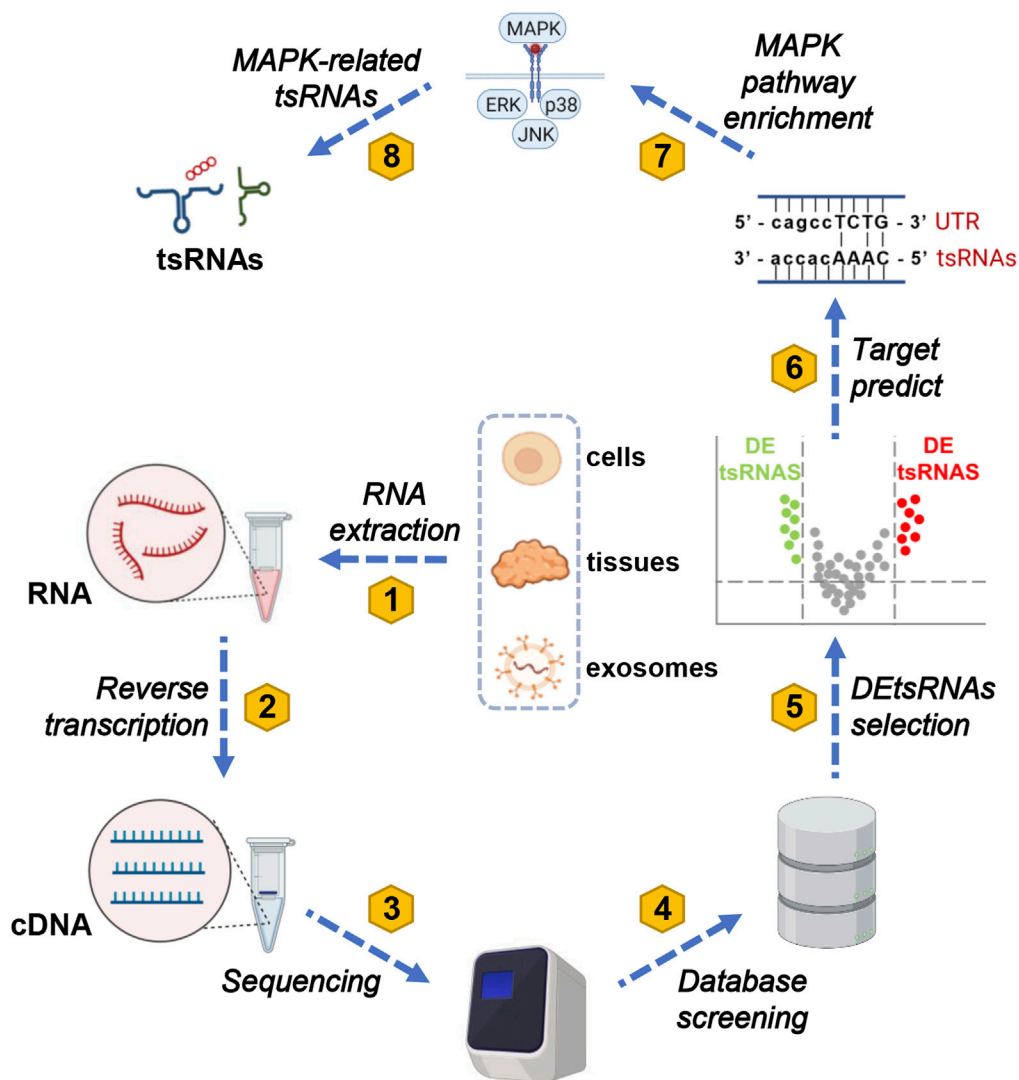 MAPK
ERK
p38
JNK
MAPK-related
tsRNAs
8
tsRNAs
MAPK
pathway
enrichment
7
5’ - cagccTCTG - 3’ UTR
3’ - accacAAAC - 5’ tsRNAs
6
Target
predict
DE
tsRNAS
DE
tsRNAS
cells
tissues
exosomes
RNA
extraction
1
RNA
Reverse
transcription
2
cDNA
3
Sequencing
4
Database
screening
5
DEtsRNAs
selection